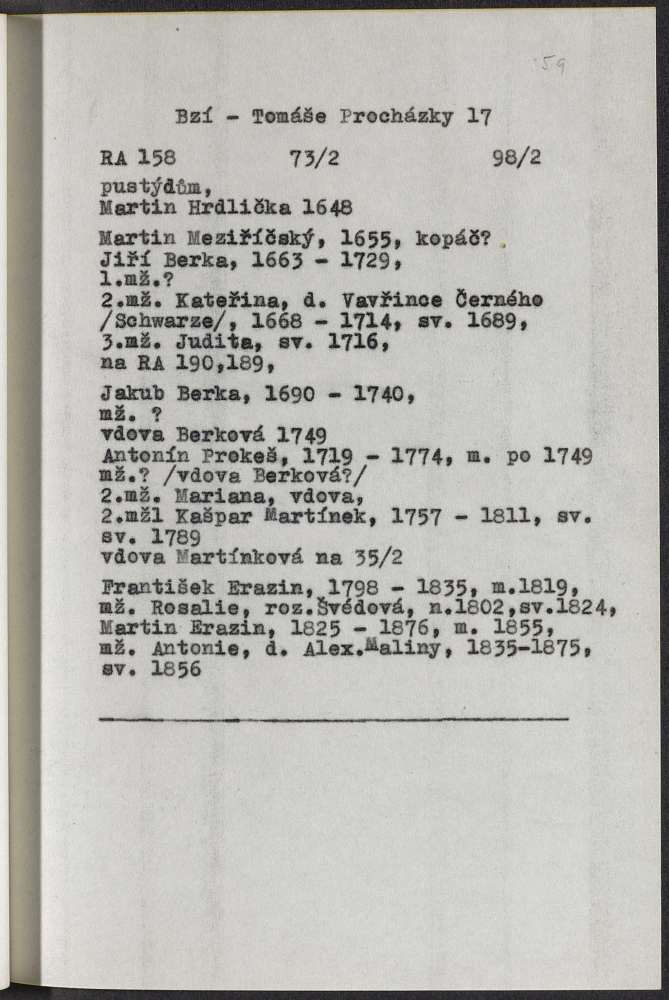 59
Bzí - Tomáše Procházky 17
RA 158 73/2 98/2
pustýdům,
Martin Hrdlička 1648
Martin Meziříčský, 1655, kopáč?
Jiří Berka, 1663 - 1729,
1.mž.?
2.mž. Kateřina, d. Vavřince Černého
/Schwarze/, 1668 - 1714, sv. 1689,
3.mž. Judita, sv. 1716,
na RA 190,189,
Jakub Berka, 1690 - 1740,
mž. ?
vdova Berková 1749
Antonín Prokeš, 1719 - 1774, m. po 1749
mž.? /vdova Berková?/
2.mž. Mariana, vdova,
2.mžl Kašpar Martínek, 1757 - 1811, sv.
sv. 1789
vdova Martínková na 35/2
František Erazin, 1798 - 1835, m.1819,
mž. Rosalie, roz.Švédová, n.1802,sv.1824,
Martin Erazin, 1825 - 1876, m. 1855,
mž. Antonie, d. Alex.Maliny, 1835-1875,
sv. 1856